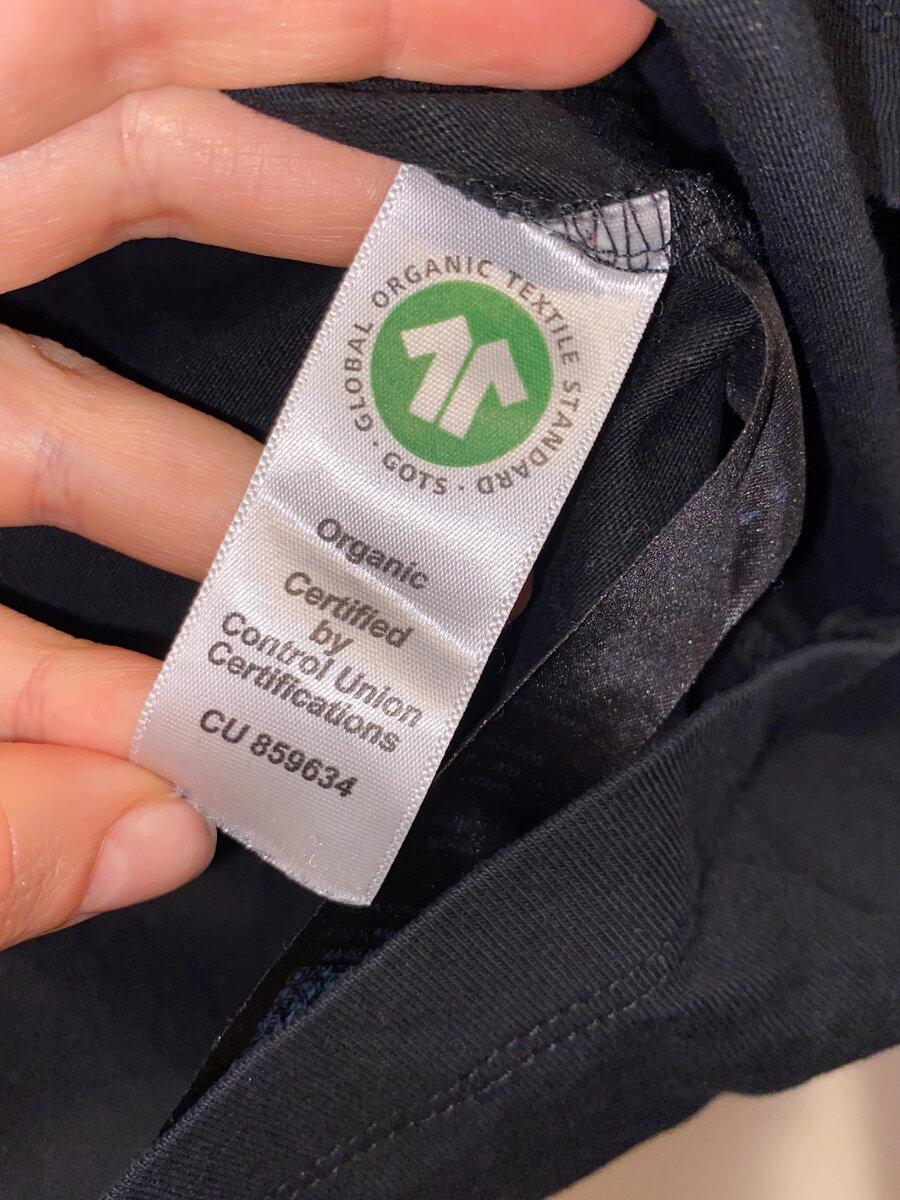 GLOBAL ORGANIC TEXTILE STANDARD · GOTS ·
Organic
Certified
by
Control Union
Certifications
CU 859634